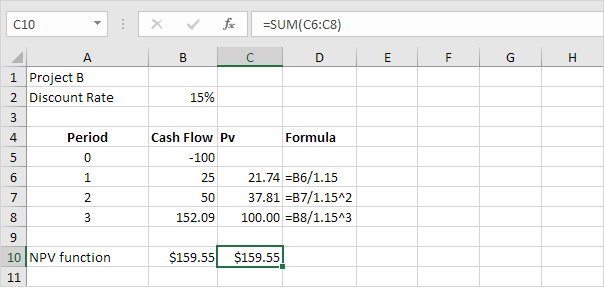 C10 fx =SUM(C6:C8)
A B C D E F G H
1 Project B
2 Discount Rate 15%
3
4 Period Cash Flow Pv Formula
5 0 -100
6 1 25 21.74 =B6/1.15
7 2 50 37.81 =B7/1.15^2
8 3 152.09 100.00 =B8/1.15^3
9
10 NPV function $159.55 $159.55
11